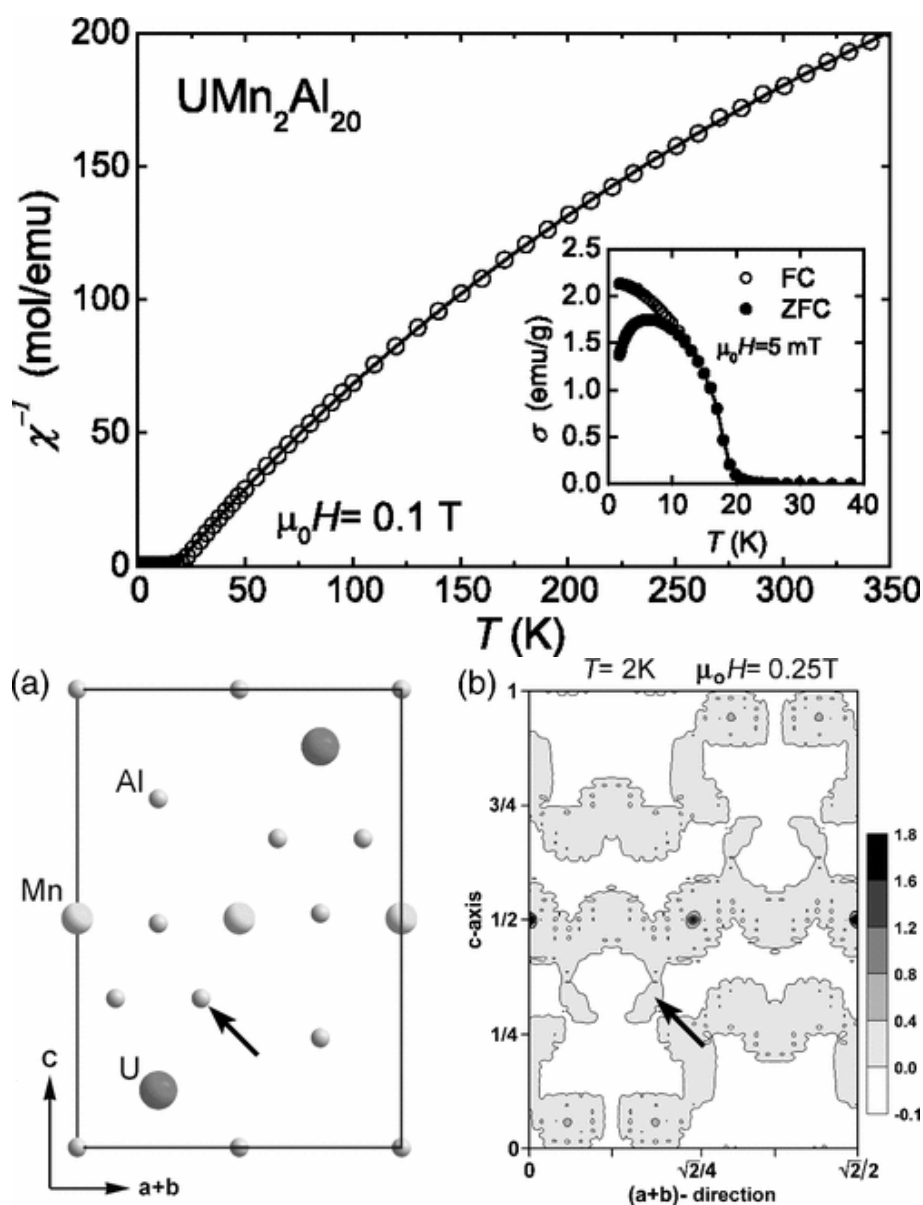 UMn₂Al₂₀
χ⁻¹ (mol/emu)
200
150
100
50
0
μ₀H= 0.1 T
0 50 100 150 200 250 300 350
T (K)
σ (emu/g)
2.5
2.0
1.5
1.0
0.5
0.0
FC
ZFC
μ₀H=5 mT
0 10 20 30 40
T (K)
(a)
Al
Mn
U
c
a+b
(b)
T= 2K μ₀H= 0.25T
c-axis
1
3/4
1/2
1/4
0
0 √2/4 √2/2
(a+b)- direction
1.8
1.6
1.2
0.8
0.4
0.0
-0.1